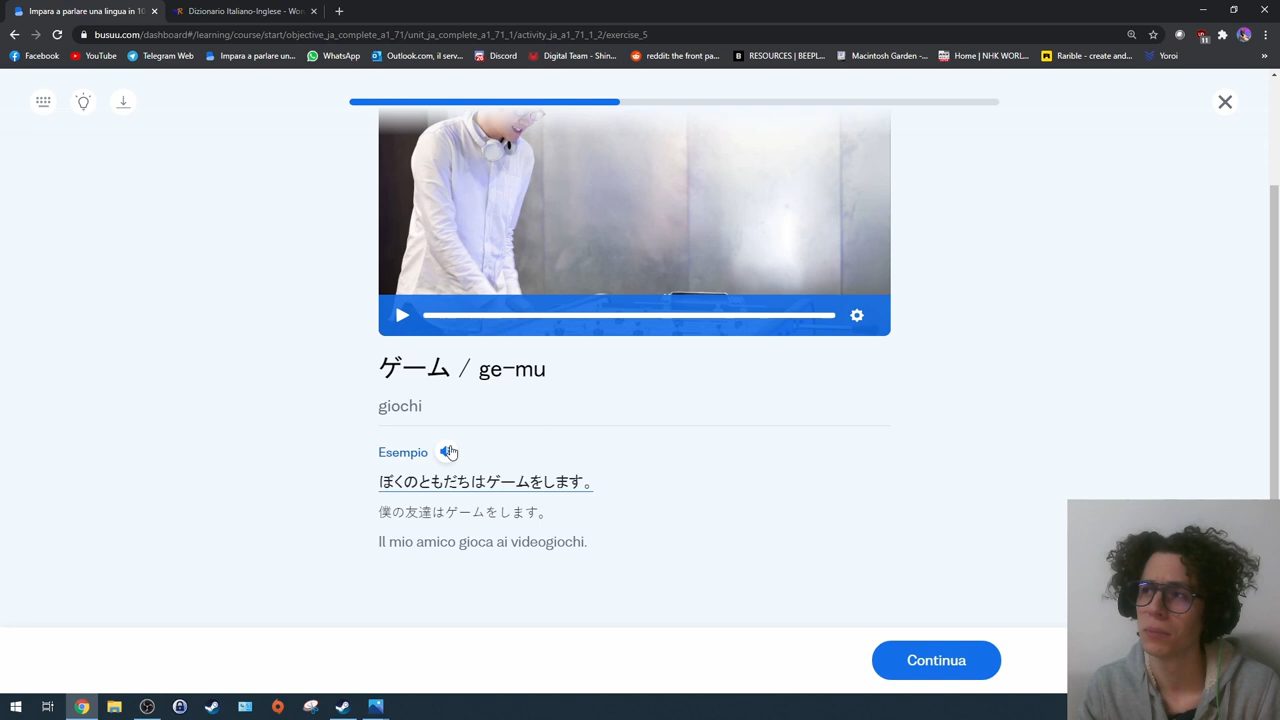 Impara a parlare una lingua in 10
Dizionario Italiano-Inglese - Wor
busuu.com/dashboard#/learning/course/start/objective_ja_complete_a1_71/unit_ja_complete_a1_71_1/activity_ja_a1_71_1_2/exercise_5
11
Facebook
YouTube
Telegram Web
Impara a parlare un...
WhatsApp
Outlook.com, il serv...
Discord
Digital Team - Shin...
reddit: the front pa...
RESOURCES | BEEPL...
Macintosh Garden -...
Home | NHK WOR...
Rarible - create and...
Yoroi
»
ゲーム / ge-mu
giochi
Esempio
ぼくのともだちはゲームをします。
僕の友達はゲームをします。
Il mio amico gioca ai videogiochi.
Continua